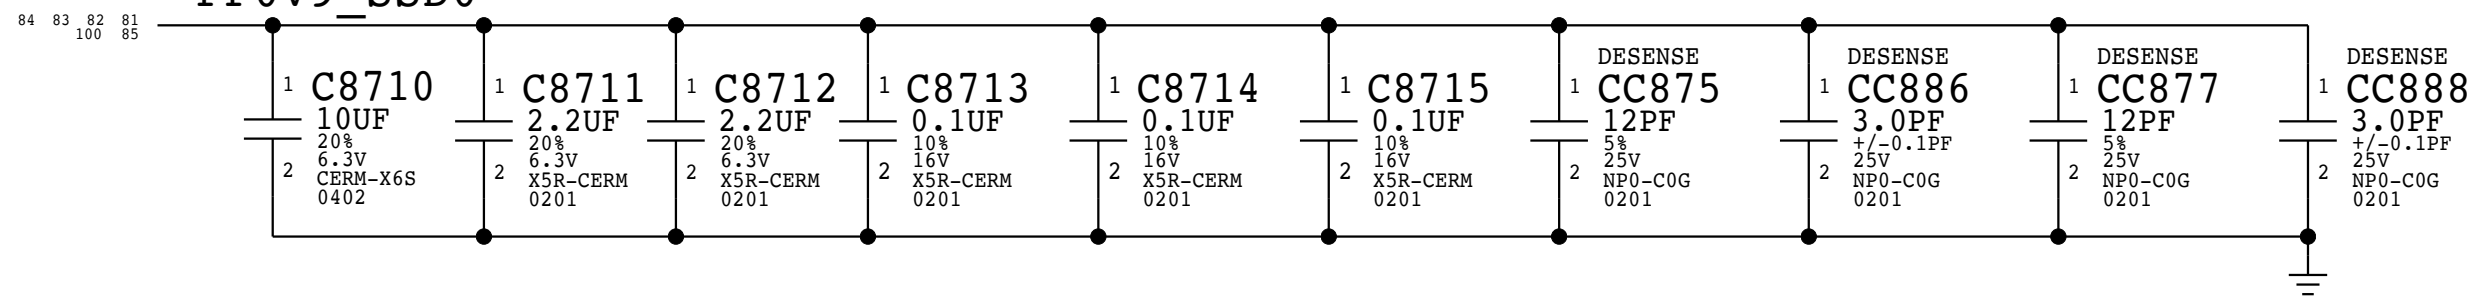 PP0V9_SSD0
84 83 82 81
100 85
1
C8710
10UF
20%
6.3V
CERM-X6S
0402
2
1
C8711
2.2UF
20%
6.3V
X5R-CERM
0201
2
1
C8712
2.2UF
20%
6.3V
X5R-CERM
0201
2
1
C8713
0.1UF
10%
16V
X5R-CERM
0201
2
1
C8714
0.1UF
10%
16V
X5R-CERM
0201
2
1
C8715
0.1UF
10%
16V
X5R-CERM
0201
2
DESENSE
1
CC875
12PF
5%
25V
NP0-C0G
0201
2
DESENSE
1
CC886
3.0PF
+/-0.1PF
25V
NP0-C0G
0201
2
DESENSE
1
CC877
12PF
5%
25V
NP0-C0G
0201
2
DESENSE
1
CC888
3.0PF
+/-0.1PF
25V
NP0-C0G
0201
2